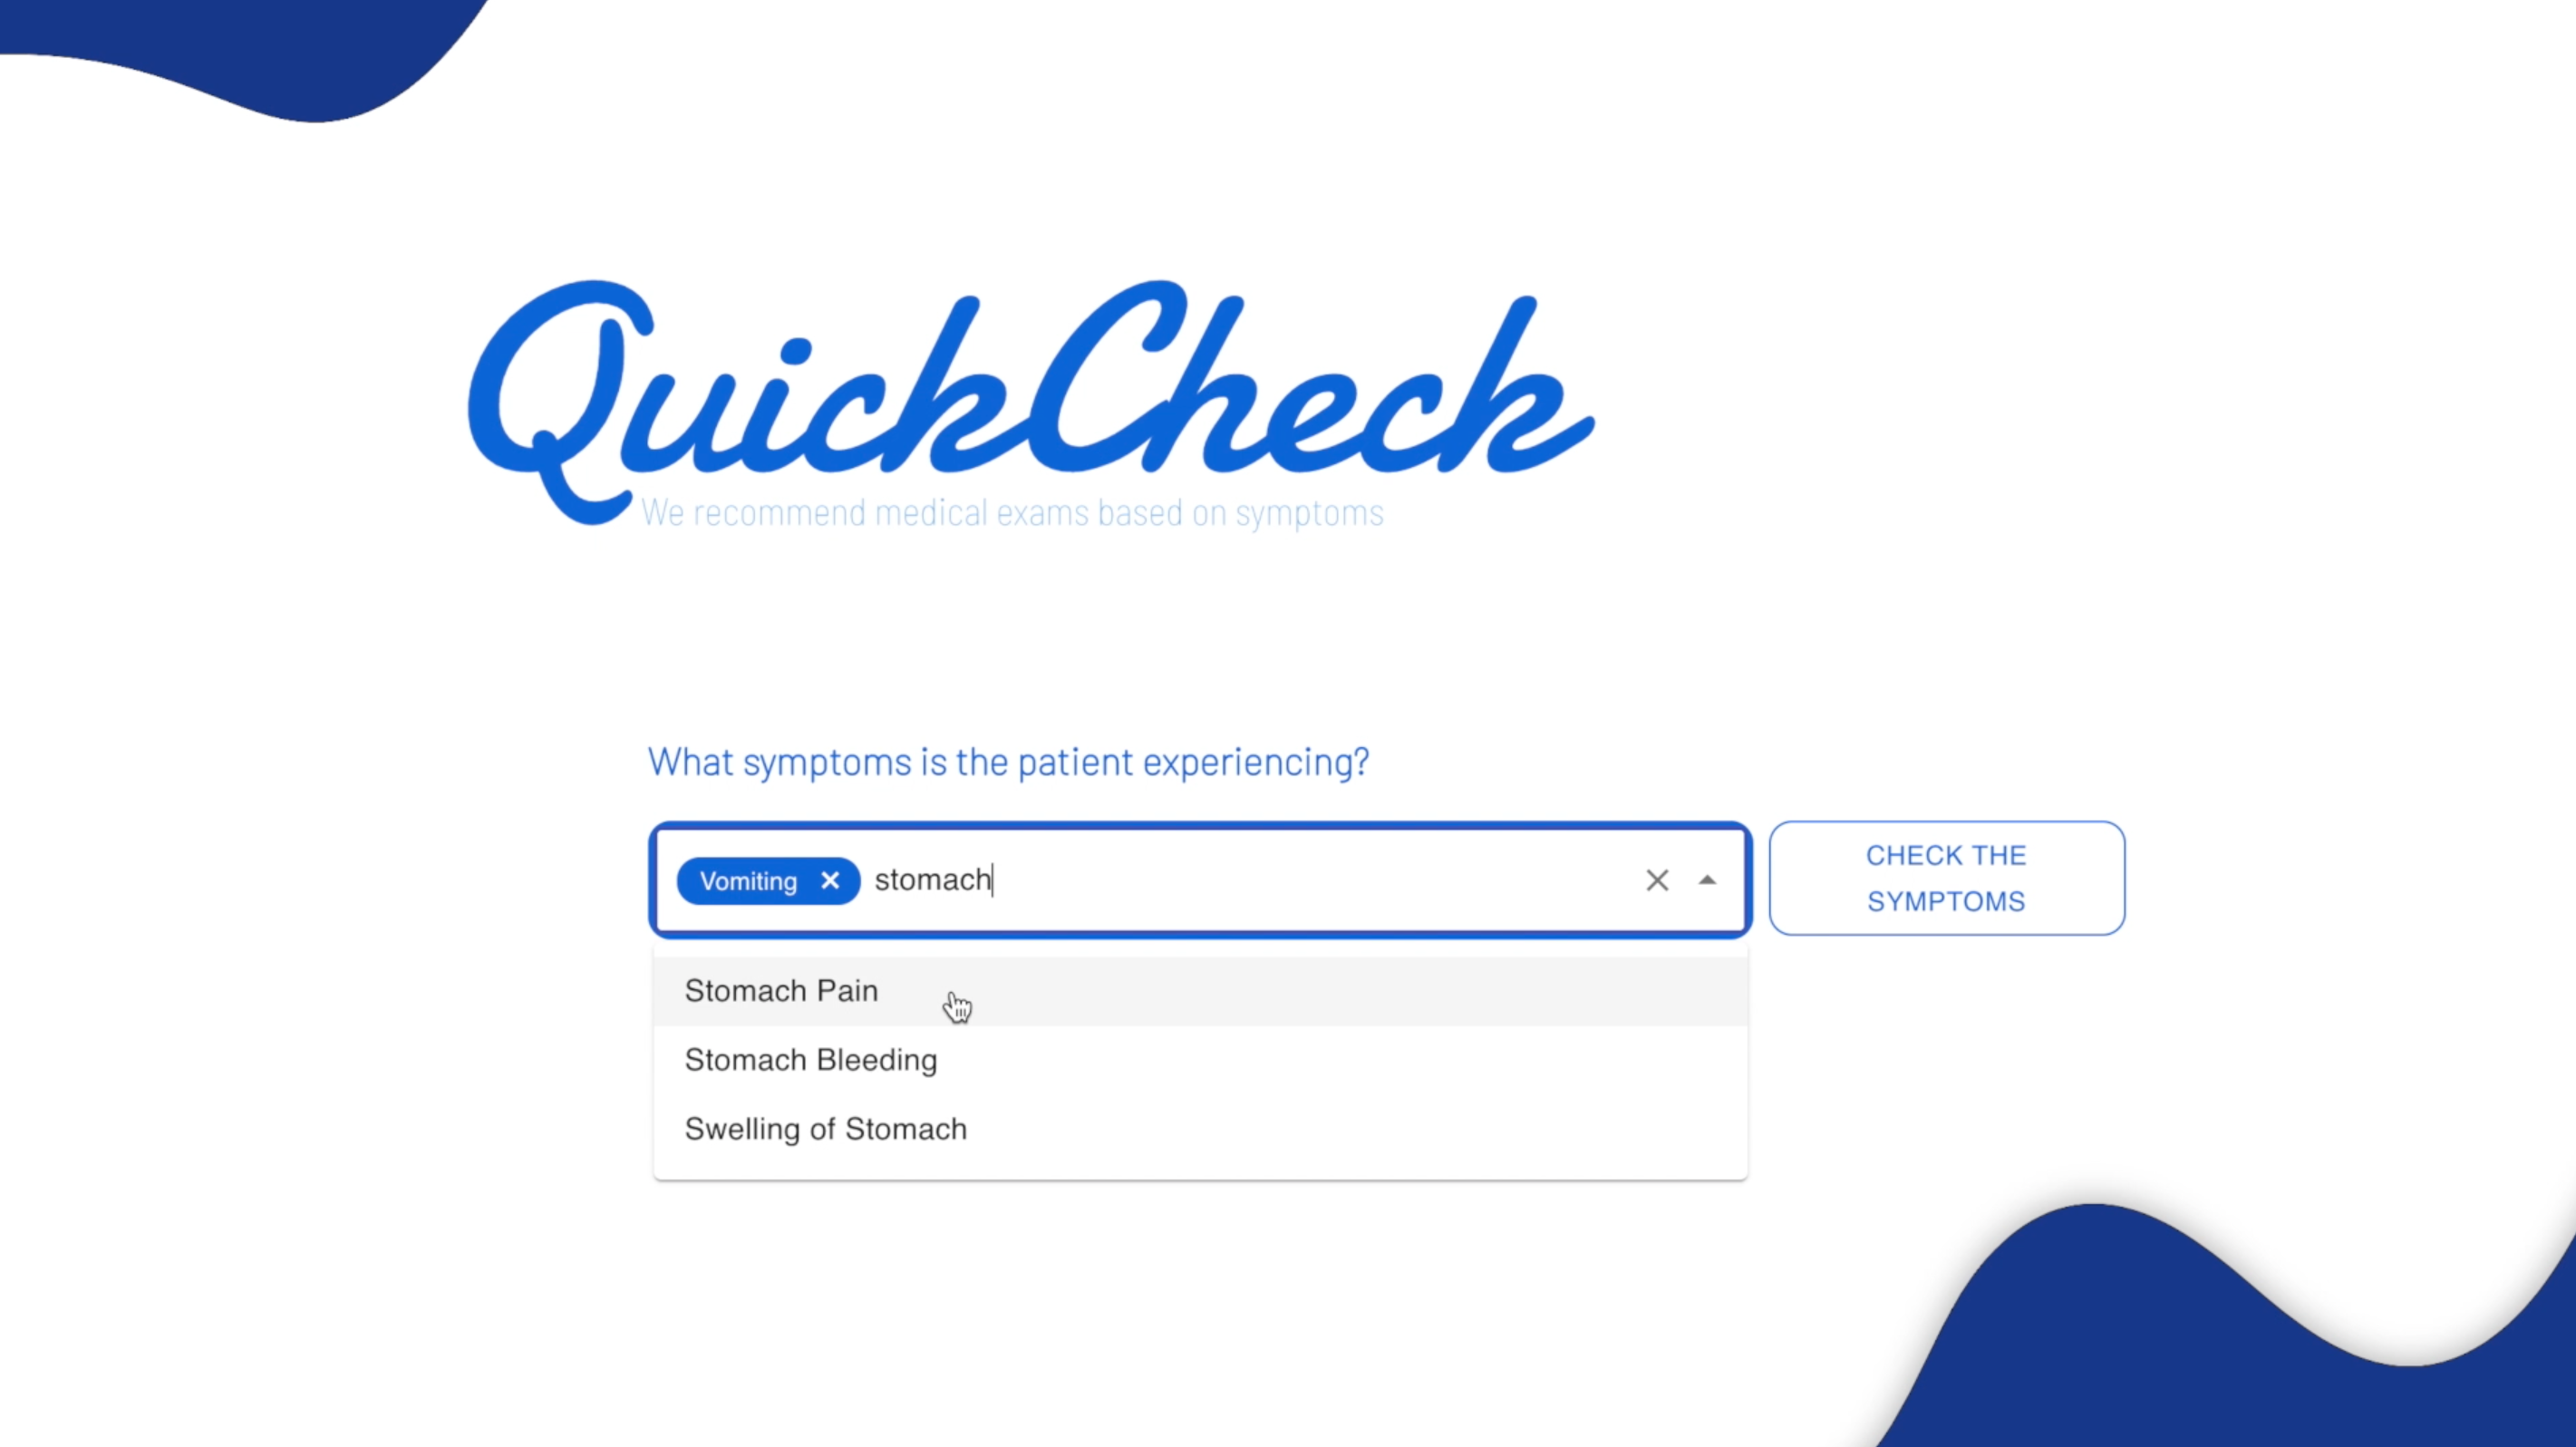 QuickCheck
We recommend medical exams based on symptoms
What symptoms is the patient experiencing?
Vomiting stomach
CHECK THE
SYMPTOMS
Stomach Pain
Stomach Bleeding
Swelling of Stomach